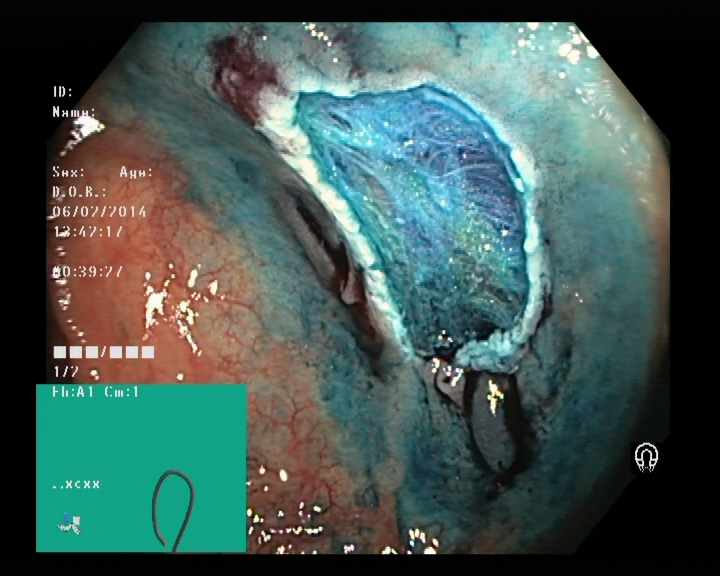 ID:
Name:
Sex: Age:
D.O.B.:
06/02/2014
13:42:17
00:39:27
■■■/■■■
1/2
Eh:A1 Cm:1
..xcxx